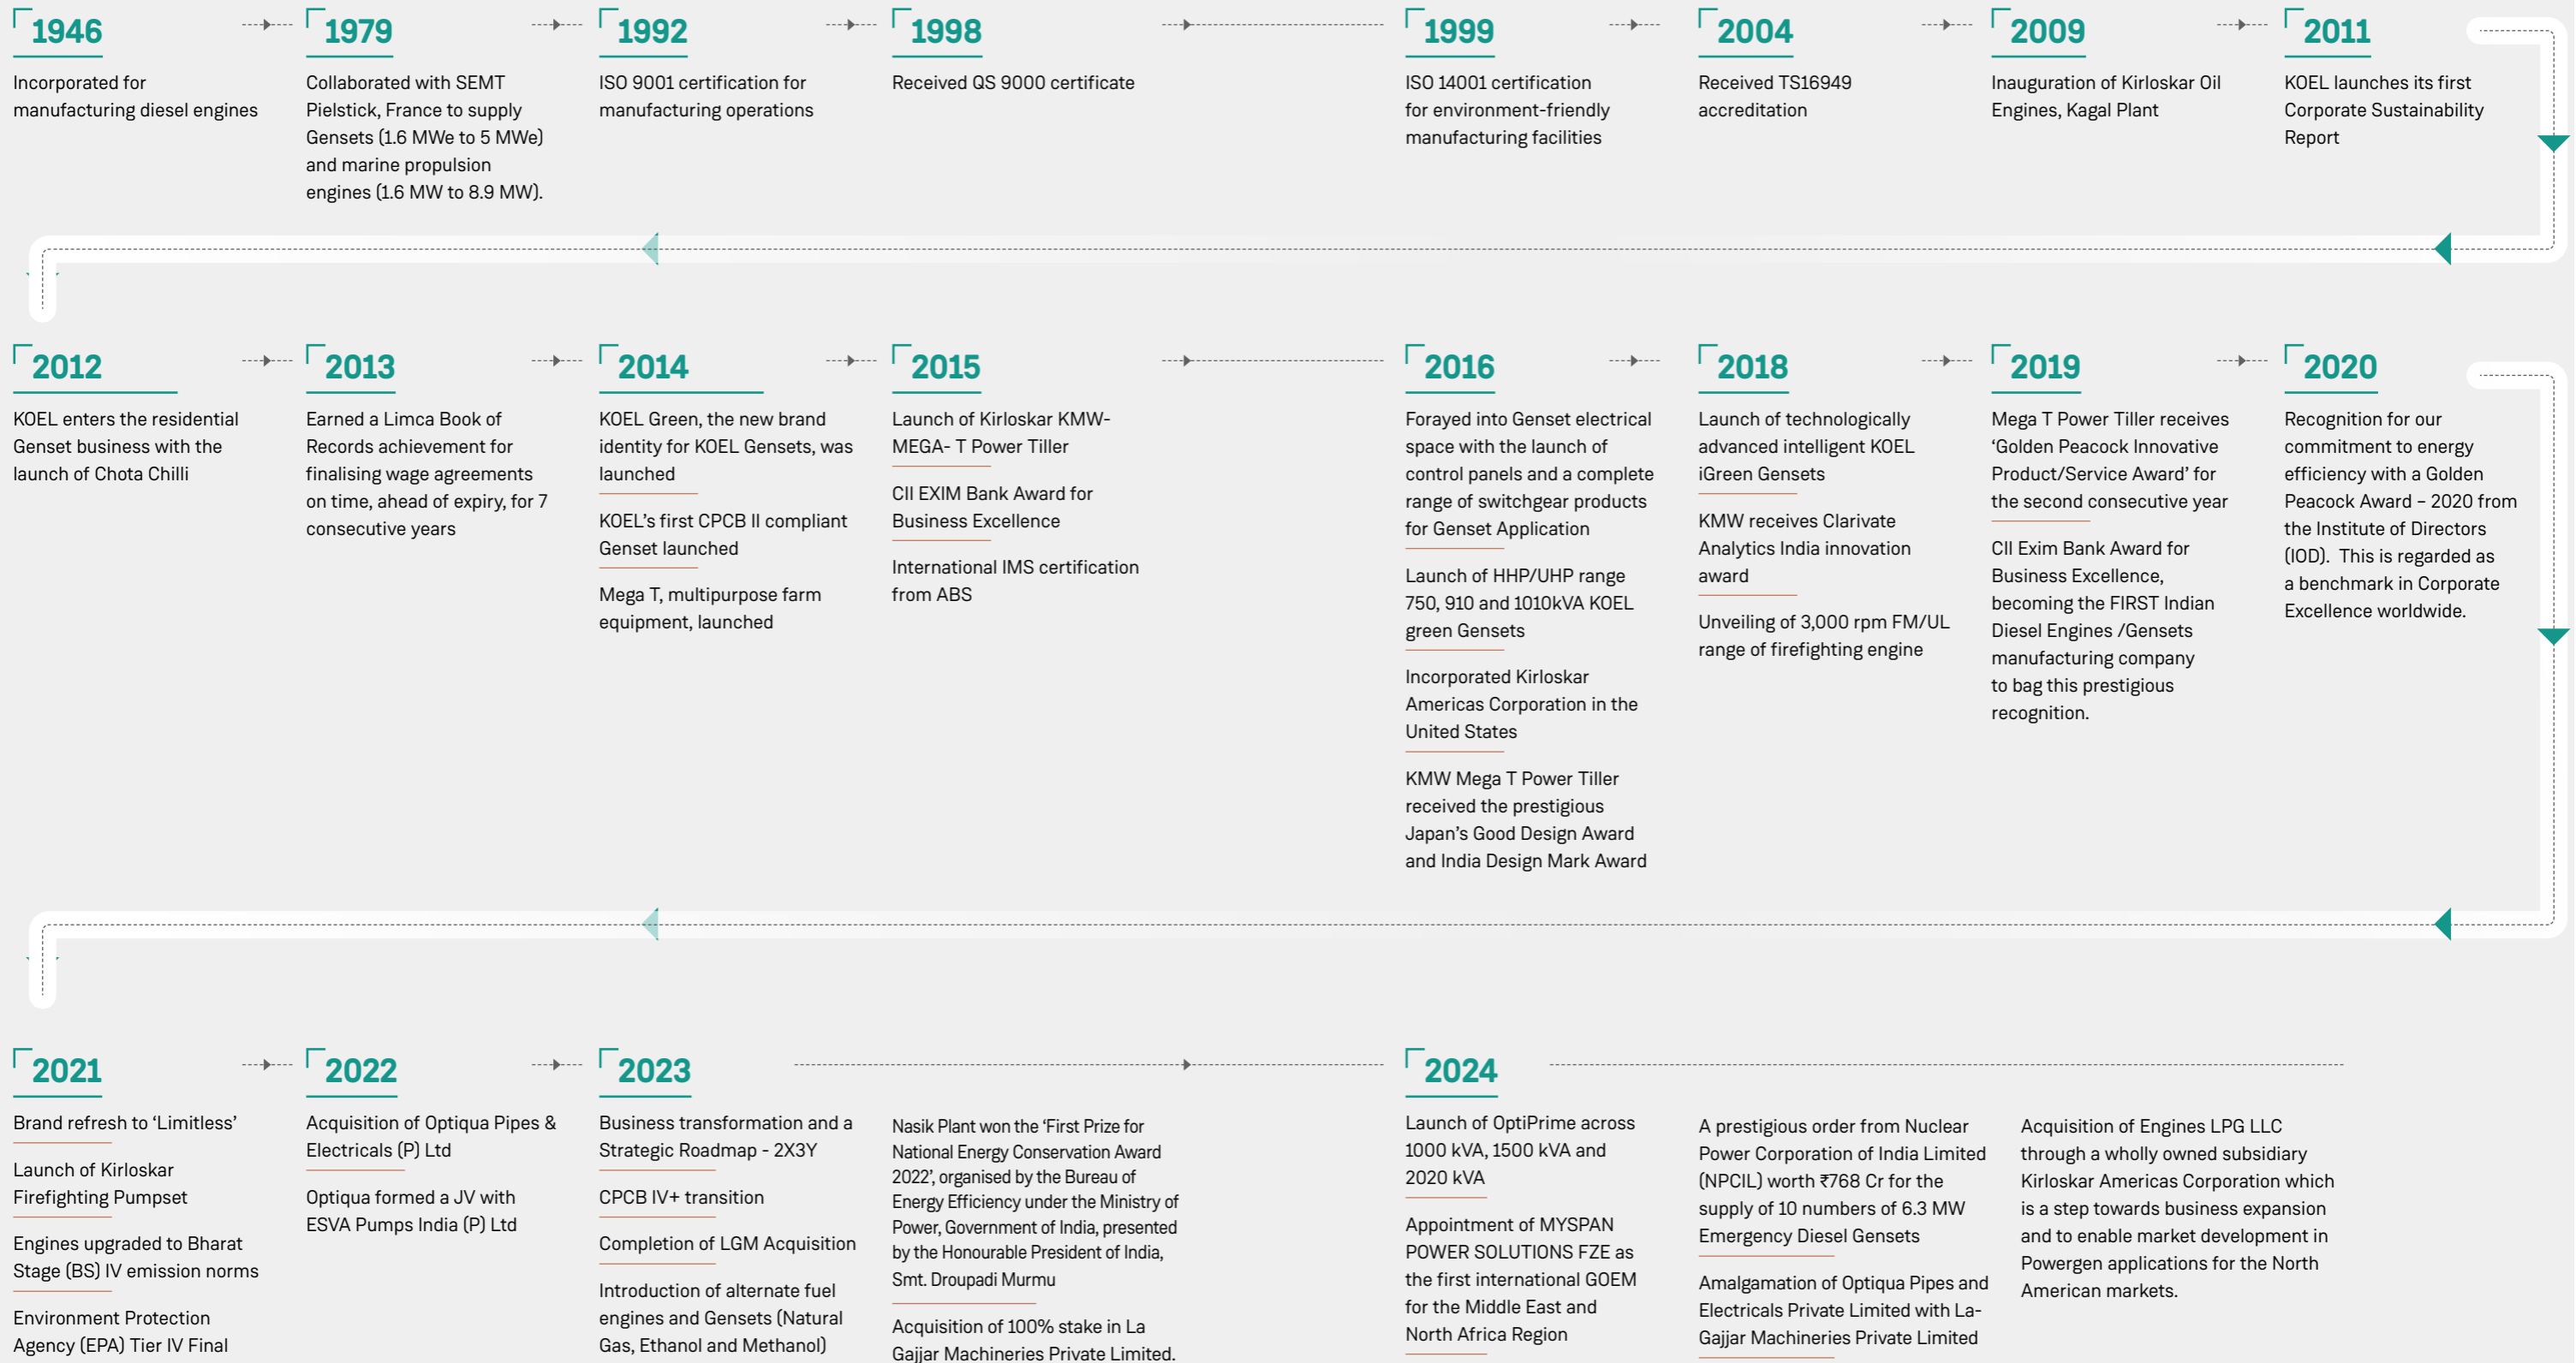 1946
Incorporated for
manufacturing diesel engines
1979
Collaborated with SEMT
Pielstick, France to supply
Gensets (1.6 MWe to 5 MWe)
and marine propulsion
engines (1.6 MW to 8.9 MW).
1992
ISO 9001 certification for
manufacturing operations
1998
Received QS 9000 certificate
1999
ISO 14001 certification
for environment-friendly
manufacturing facilities
2004
Received TS16949
accreditation
2009
Inauguration of Kirloskar Oil
Engines, Kagal Plant
2011
KOEL launches its first
Corporate Sustainability
Report
2012
KOEL enters the residential
Genset business with the
launch of Chota Chilli
2013
Earned a Limca Book of
Records achievement for
finalising wage agreements
on time, ahead of expiry, for 7
consecutive years
2014
KOEL Green, the new brand
identity for KOEL Gensets, was
launched
KOEL’s first CPCB II compliant
Genset launched
Mega T, multipurpose farm
equipment, launched
2015
Launch of Kirloskar KMW-
MEGA- T Power Tiller
CII EXIM Bank Award for
Business Excellence
International IMS certification
from ABS
2016
Forayed into Genset electrical
space with the launch of
control panels and a complete
range of switchgear products
for Genset Application
Launch of HHP/UHP range
750, 910 and 1010kVA KOEL
green Gensets
Incorporated Kirloskar
Americas Corporation in the
United States
KMW Mega T Power Tiller
received the prestigious
Japan’s Good Design Award
and India Design Mark Award
2018
Launch of technologically
advanced intelligent KOEL
iGreen Gensets
KMW receives Clarivate
Analytics India innovation
award
Unveiling of 3,000 rpm FM/UL
range of firefighting engine
2019
Mega T Power Tiller receives
‘Golden Peacock Innovative
Product/Service Award’ for
the second consecutive year
CII Exim Bank Award for
Business Excellence,
becoming the FIRST Indian
Diesel Engines /Gensets
manufacturing company
to bag this prestigious
recognition.
2020
Recognition for our
commitment to energy
efficiency with a Golden
Peacock Award – 2020 from
the Institute of Directors
(IOD).  This is regarded as
a benchmark in Corporate
Excellence worldwide.
2021
Brand refresh to ‘Limitless’
Launch of Kirloskar
Firefighting Pumpset
Engines upgraded to Bharat
Stage (BS) IV emission norms
Environment Protection
Agency (EPA) Tier IV Final
2022
Acquisition of Optiqua Pipes &
Electricals (P) Ltd
Optiqua formed a JV with
ESVA Pumps India (P) Ltd
2023
Business transformation and a
Strategic Roadmap - 2X3Y
CPCB IV+ transition
Completion of LGM Acquisition
Introduction of alternate fuel
engines and Gensets (Natural
Gas, Ethanol and Methanol)
Nasik Plant won the ‘First Prize for
National Energy Conservation Award
2022’, organised by the Bureau of
Energy Efficiency under the Ministry of
Power, Government of India, presented
by the Honourable President of India,
Smt. Droupadi Murmu
Acquisition of 100% stake in La
Gajjar Machineries Private Limited.
2024
Launch of OptiPrime across
1000 kVA, 1500 kVA and
2020 kVA
Appointment of MYSPAN
POWER SOLUTIONS FZE as
the first international GOEM
for the Middle East and
North Africa Region
A prestigious order from Nuclear
Power Corporation of India Limited
(NPCIL) worth ₹768 Cr for the
supply of 10 numbers of 6.3 MW
Emergency Diesel Gensets
Amalgamation of Optiqua Pipes and
Electricals Private Limited with La-
Gajjar Machineries Private Limited
Acquisition of Engines LPG LLC
through a wholly owned subsidiary
Kirloskar Americas Corporation which
is a step towards business expansion
and to enable market development in
Powergen applications for the North
American markets.